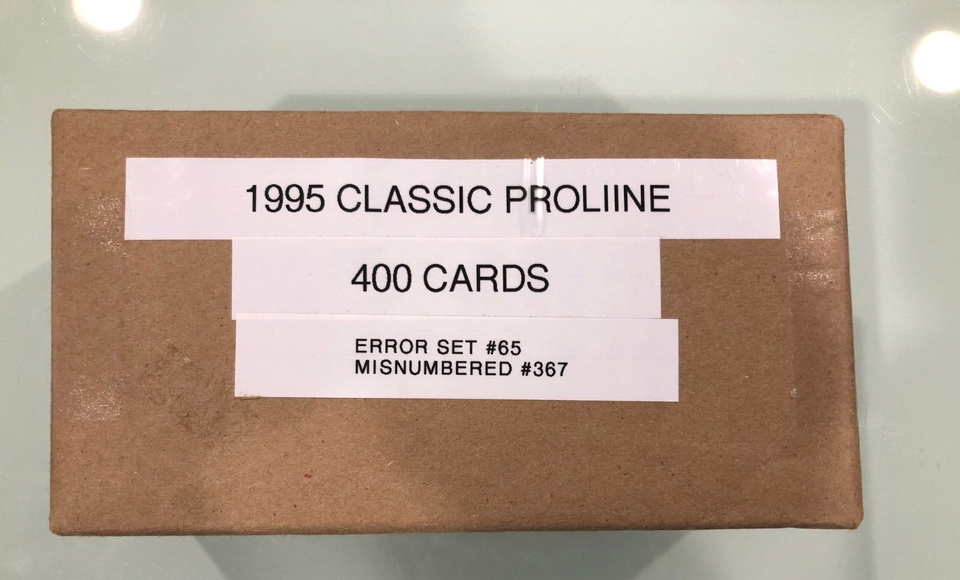 1995 CLASSIC PROLIINE
400 CARDS
ERROR SET #65
MISNUMBERED #367